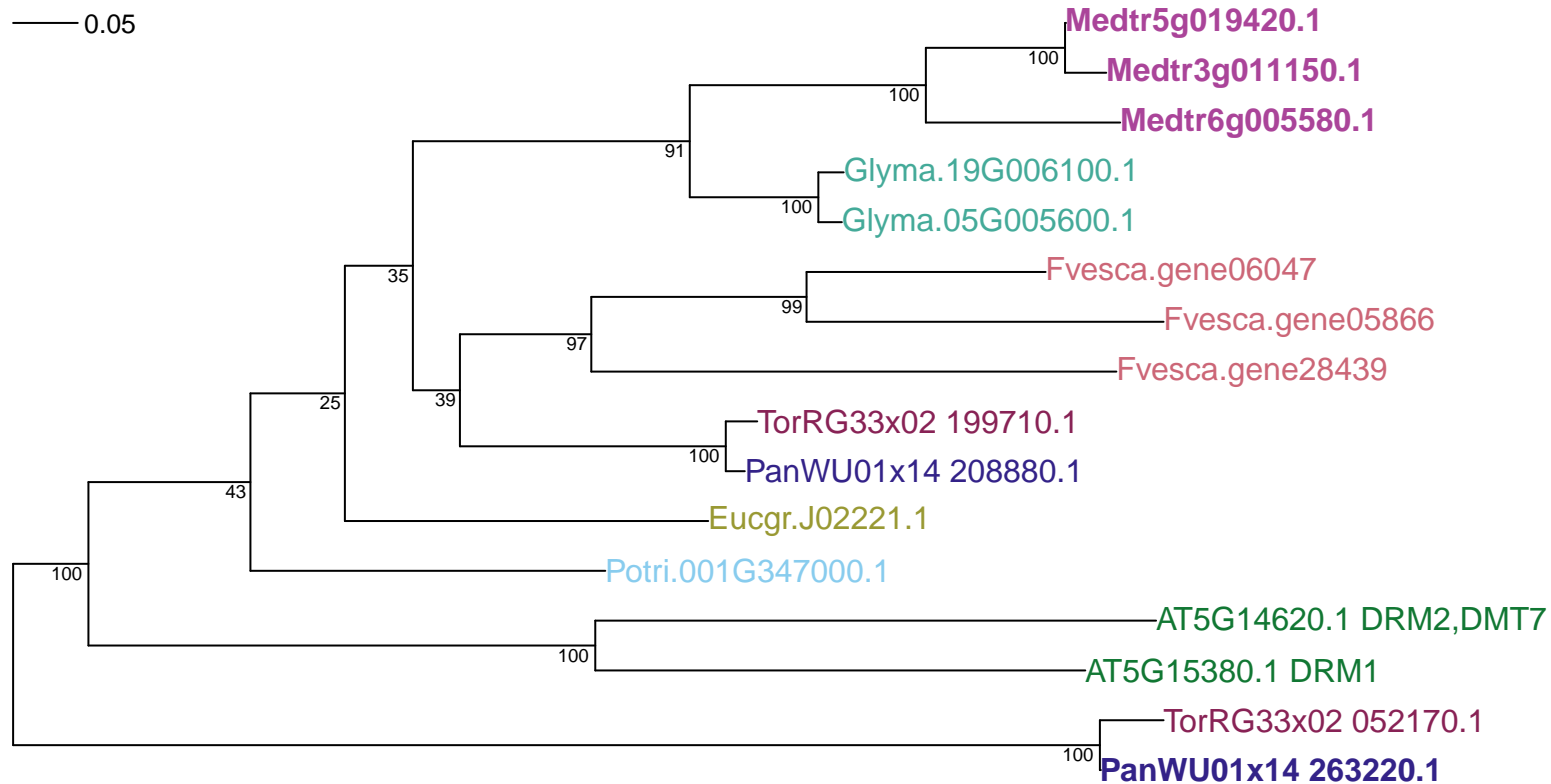 0.05
Medtr5g019420.1
100
Medtr3g011150.1
100
Medtr6g005580.1
91
Glyma.19G006100.1
100
Glyma.05G005600.1
35
Fvesca.gene06047
99
Fvesca.gene05866
97
Fvesca.gene28439
25
39
TorRG33x02 199710.1
100
PanWU01x14 208880.1
43
Eucgr.J02221.1
100
Potri.001G347000.1
AT5G14620.1 DRM2,DMT7
100
AT5G15380.1 DRM1
TorRG33x02 052170.1
100
PanWU01x14 263220.1